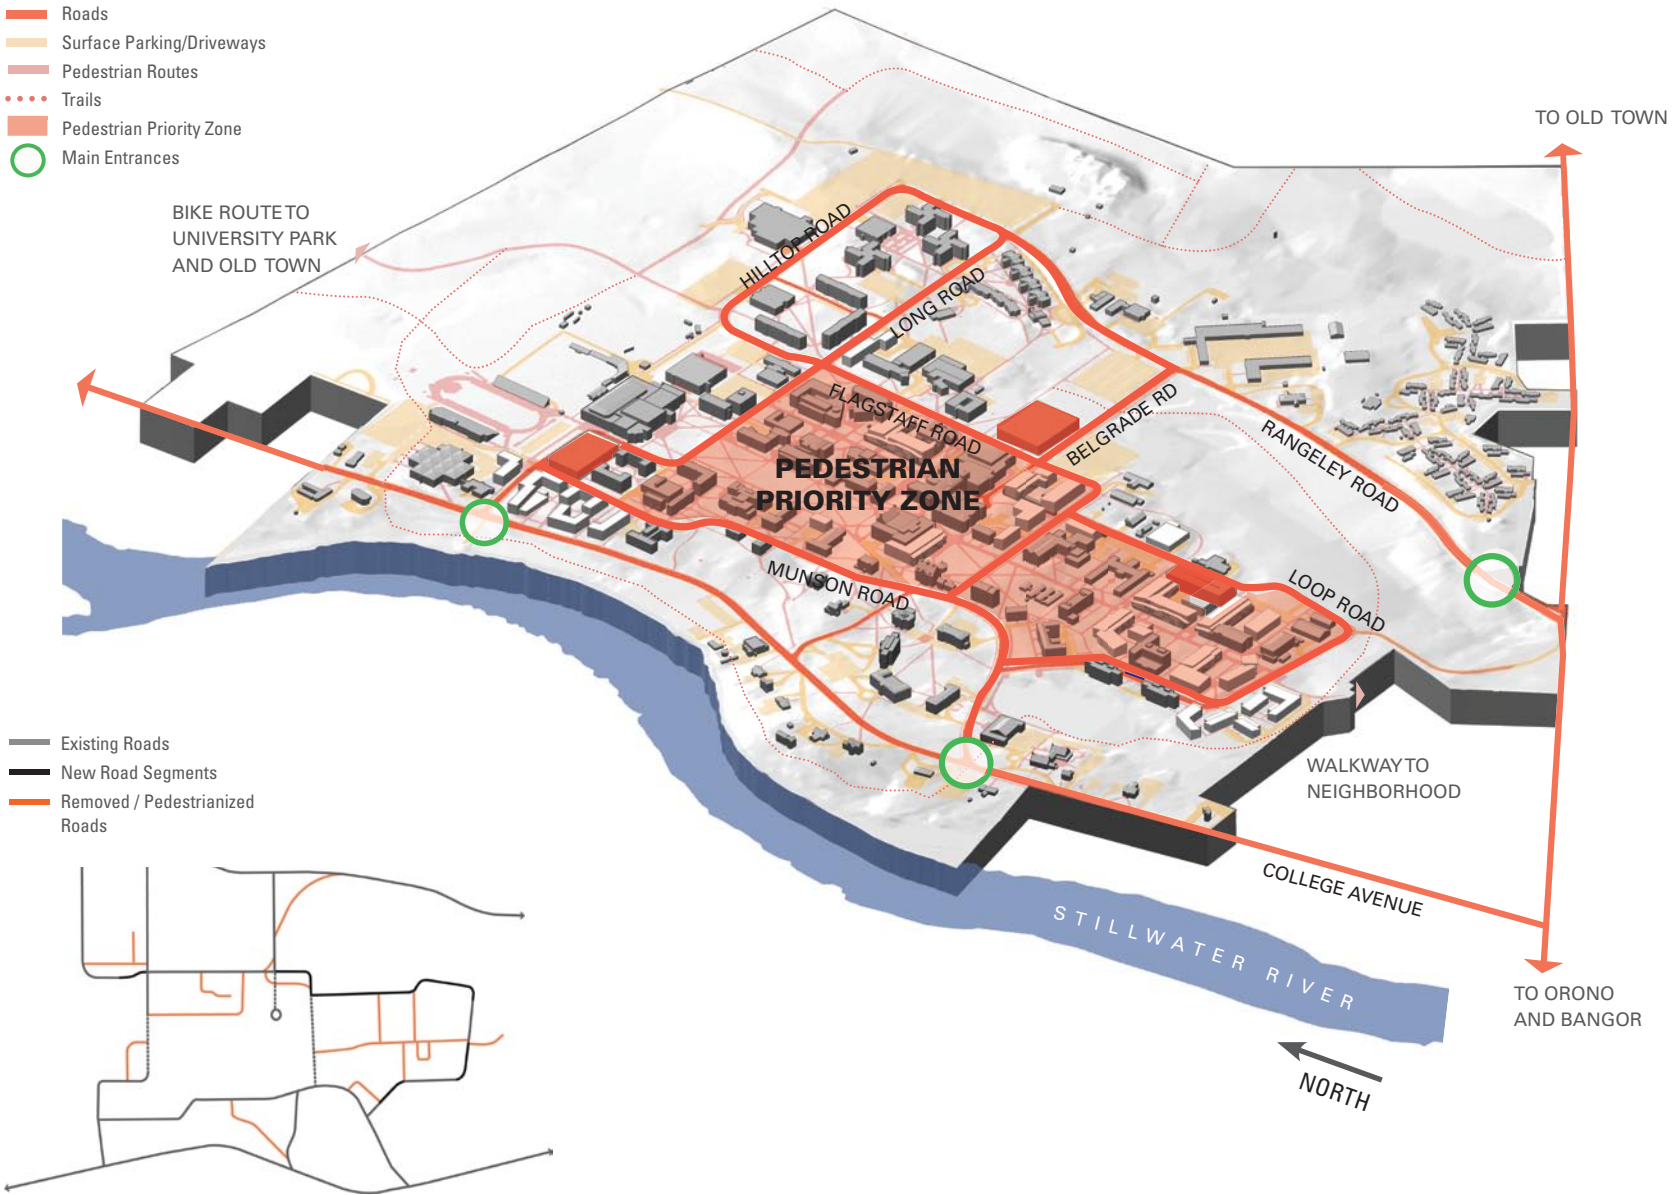 Roads
Surface Parking/Driveways
Pedestrian Routes
Trails
Pedestrian Priority Zone
Main Entrances
TO OLD TOWN
BIKE ROUTE TO
UNIVERSITY PARK
AND OLD TOWN
HILLTOP ROAD
LONG ROAD
FLAGSTAFF ROAD
BELGRADE RD
RANGELEY ROAD
PEDESTRIAN
PRIORITY ZONE
MUNSON ROAD
LOOP ROAD
Existing Roads
New Road Segments
Removed / Pedestrianized
Roads
WALKWAY TO
NEIGHBORHOOD
COLLEGE AVENUE
STILLWATER RIVER
TO ORONO
AND BANGOR
NORTH